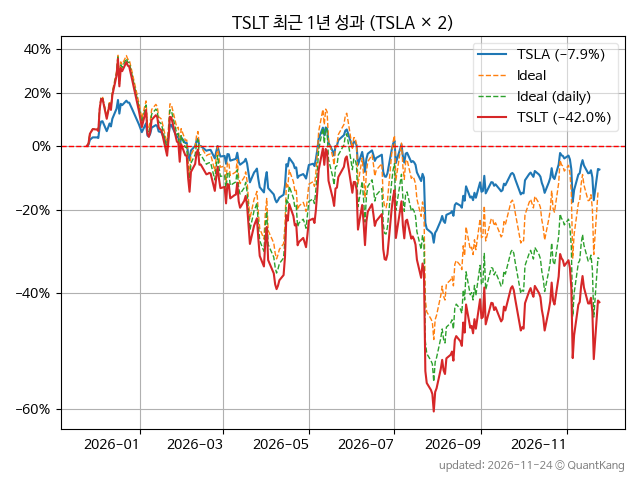 TSLT 최근 1년 성과 (TSLA × 2)
40%
20%
0%
−20%
−40%
−60%
TSLA (−7.9%)
Ideal
Ideal (daily)
TSLT (−42.0%)
2026-01
2026-03
2026-05
2026-07
2026-09
2026-11
updated: 2026-11-24 © QuantKang